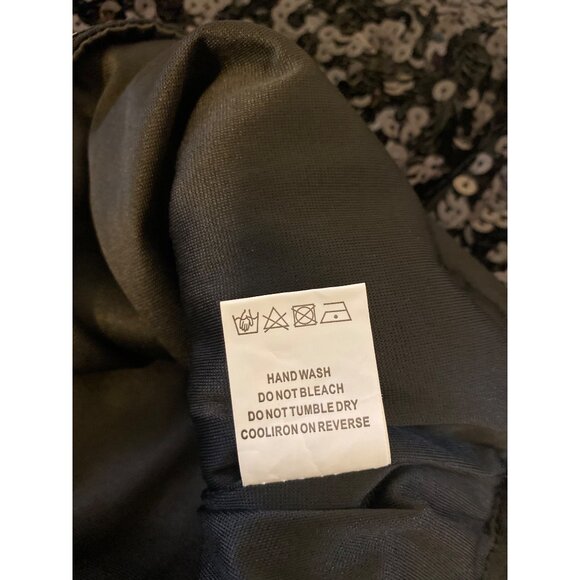 HAND WASH
DO NOT BLEACH
DO NOT TUMBLE DRY
COOLIRON ON REVERSE